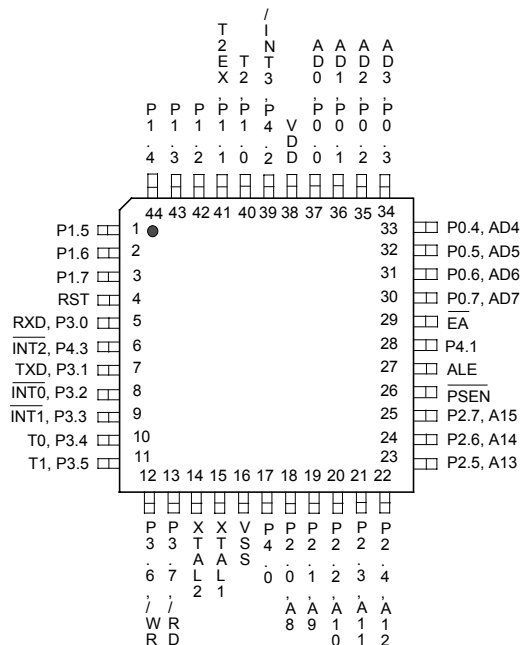 P1.4
P1.3
P1.2
T2EX,P1.1
T2,P1.0
/INT3,P4.2
VDD
AD0,P0.0
AD1,P0.1
AD2,P0.2
AD3,P0.3
44 43 42 41 40 39 38 37 36 35 34
P1.5 1
P1.6 2
P1.7 3
RST 4
RXD, P3.0 5
INT2, P4.3 6
TXD, P3.1 7
INT0, P3.2 8
INT1, P3.3 9
T0, P3.4 10
T1, P3.5 11
33 P0.4, AD4
32 P0.5, AD5
31 P0.6, AD6
30 P0.7, AD7
29 EA
28 P4.1
27 ALE
26 PSEN
25 P2.7, A15
24 P2.6, A14
23 P2.5, A13
12 13 14 15 16 17 18 19 20 21 22
P3.6,/WR
P3.7,/RD
XTAL2
XTAL1
VSS
P4.0
P2.0,A8
P2.1,A9
P2.2,A10
P2.3,A11
P2.4,A12